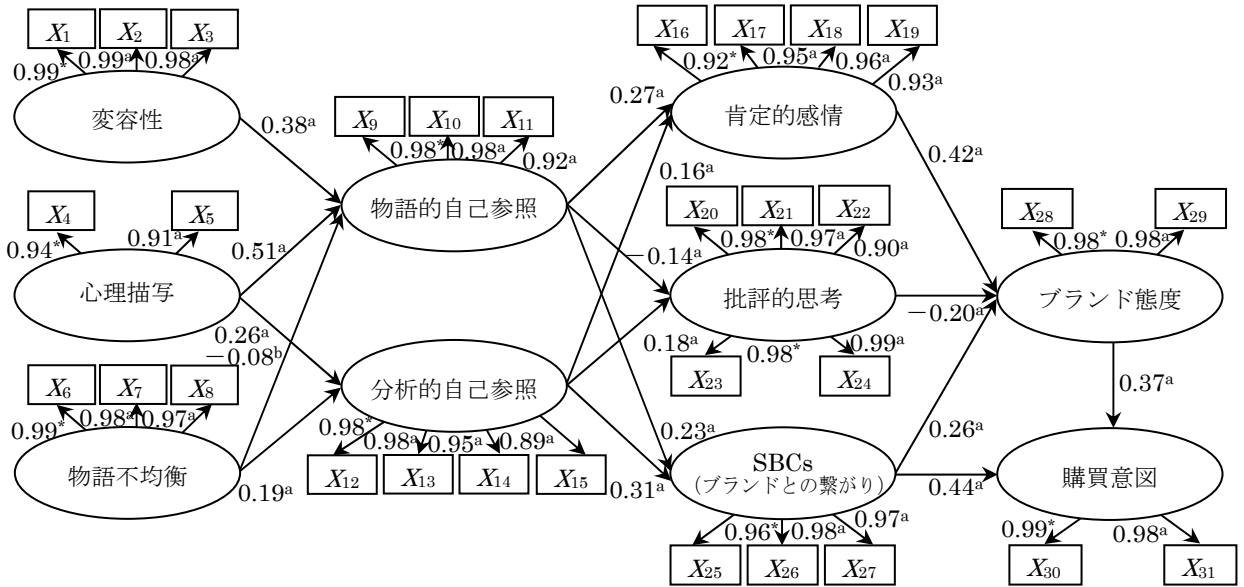 X1 X2 X3
0.99* 0.99a 0.98a
変容性
0.38a
X4 X5
0.94* 0.91a
心理描写
0.51a
0.26a
−0.08b
X6 X7 X8
0.99* 0.98a 0.97a
物語不均衡
0.19a
X9 X10 X11
0.98* 0.98a 0.92a
物語的自己参照
分析的自己参照
0.98* 0.98a 0.95a 0.89a
X12 X13 X14 X15
0.27a
0.16a
−0.14a
0.18a
0.23a
0.31a
X16 X17 X18 X19
0.92* 0.95a 0.96a 0.93a
肯定的感情
0.42a
X20 X21 X22
0.98* 0.97a 0.90a
批評的思考
−0.20a
0.98* 0.99a
X23 X24
SBCs
(ブランドとの繋がり)
0.26a
0.44a
0.96* 0.98a 0.97a
X25 X26 X27
X28 X29
0.98* 0.98a
ブランド態度
0.37a
購買意図
0.99* 0.98a
X30 X31